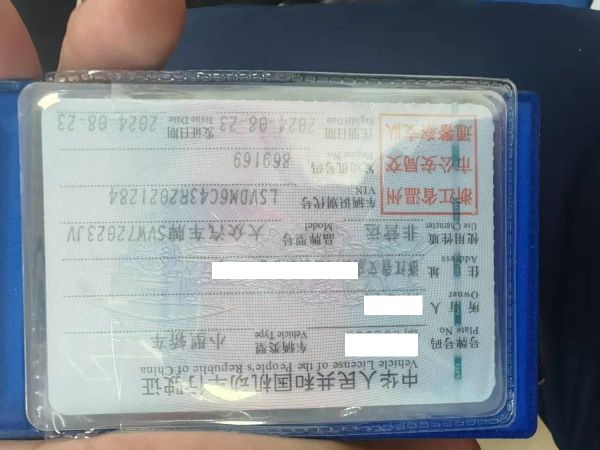 中华人民共和国机动车行驶证
Vehicle License of the People's Republic of China
号牌号码
Plate No.
车辆类型 小型轿车
Vehicle Type
所有人
Owner
住址 浙江省文
Address
使用性质 非营运
Use Character
品牌型号 大众汽车牌SVW72023JV
Model
浙江省温州
市公安局交
通警察支队
车辆识别代号 LSVDM6C43R2021284
VIN
发动机号码 869169
Engine No.
注册日期 2024-08-23
Register Date
发证日期 2024-08-23
Issue Date